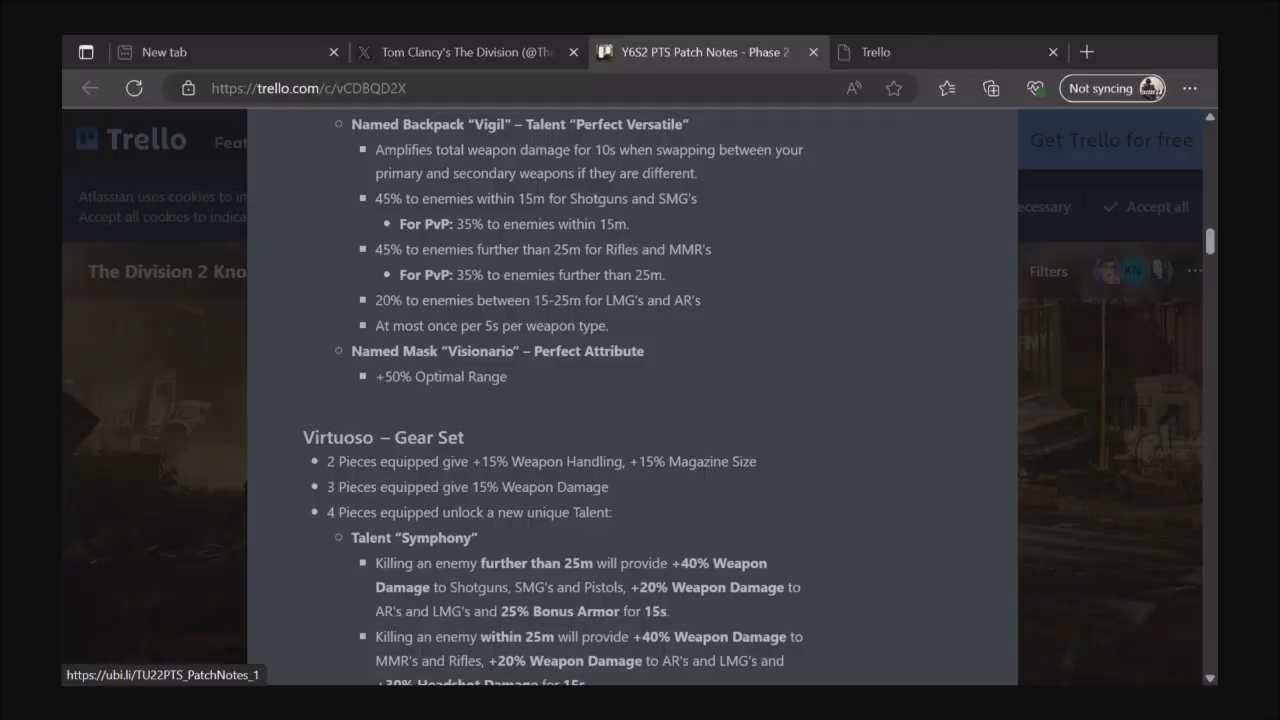 New tab
Tom Clancy's The Division (@Th
Y6S2 PTS Patch Notes - Phase 2
Trello
https://trello.com/c/vCDBQD2X
Not syncing
Trello
Feat
Get Trello for free
Atlassian uses cookies to in
Accept all cookies to indica
ecessary
Accept all
The Division 2 Kno
Filters
KN
Named Backpack “Vigil” – Talent “Perfect Versatile”
Amplifies total weapon damage for 10s when swapping between your
primary and secondary weapons if they are different.
45% to enemies within 15m for Shotguns and SMG’s
For PvP: 35% to enemies within 15m.
45% to enemies further than 25m for Rifles and MMR’s
For PvP: 35% to enemies further than 25m.
20% to enemies between 15-25m for LMG’s and AR’s
At most once per 5s per weapon type.
Named Mask “Visionario” – Perfect Attribute
+50% Optimal Range
Virtuoso – Gear Set
2 Pieces equipped give +15% Weapon Handling, +15% Magazine Size
3 Pieces equipped give 15% Weapon Damage
4 Pieces equipped unlock a new unique Talent:
Talent “Symphony”
Killing an enemy further than 25m will provide +40% Weapon
Damage to Shotguns, SMG's and Pistols, +20% Weapon Damage to
AR's and LMG's and 25% Bonus Armor for 15s.
Killing an enemy within 25m will provide +40% Weapon Damage to
MMR's and Rifles, +20% Weapon Damage to AR's and LMG's and
+30% Headshot Damage for 15s
https://ubi.li/TU22PTS_PatchNotes_1